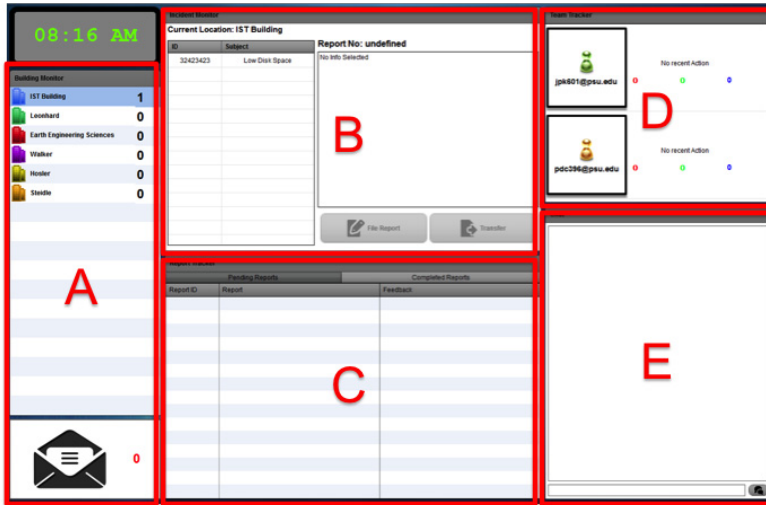 08:16 AM
Building Monitor
IST Building 1
Leonhard 0
Earth Engineering Sciences 0
Walker 0
Hosler 0
Steidle 0
A
0
Incident Monitor
Current Location: IST Building
ID Subject
32423423 Low Disk Space
Report No: undefined
No Info Selected
B
File Report Transfer
Report Tracker
Pending Reports Completed Reports
Report ID Report Feedback
C
Team Tracker
jpk601@psu.edu
No recent Action
0 0 0
D
pdc396@psu.edu
No recent Action
0 0 0
E